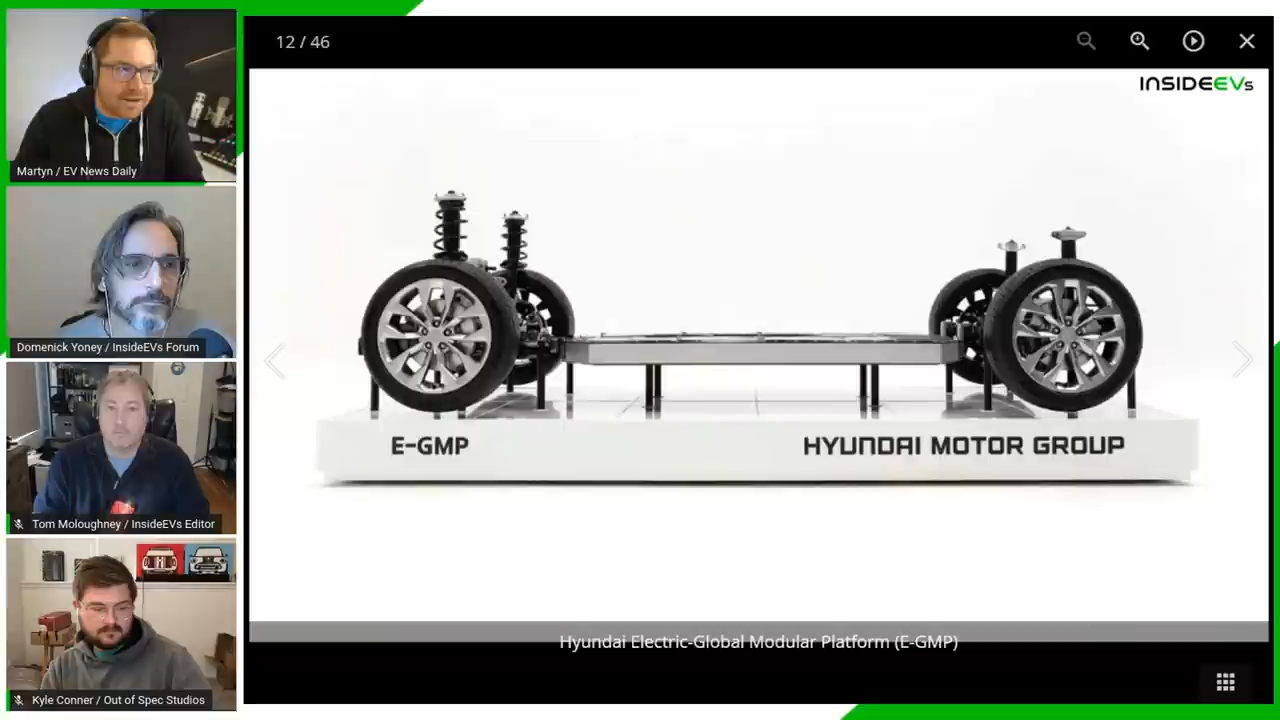 12 / 46
INSIDEEVs
Martyn / EV News Daily
Domenick Yoney / InsideEVs Forum
Tom Moloughney / InsideEVs Editor
Kyle Conner / Out of Spec Studios
E-GMP
HYUNDAI MOTOR GROUP
Hyundai Electric-Global Modular Platform (E-GMP)